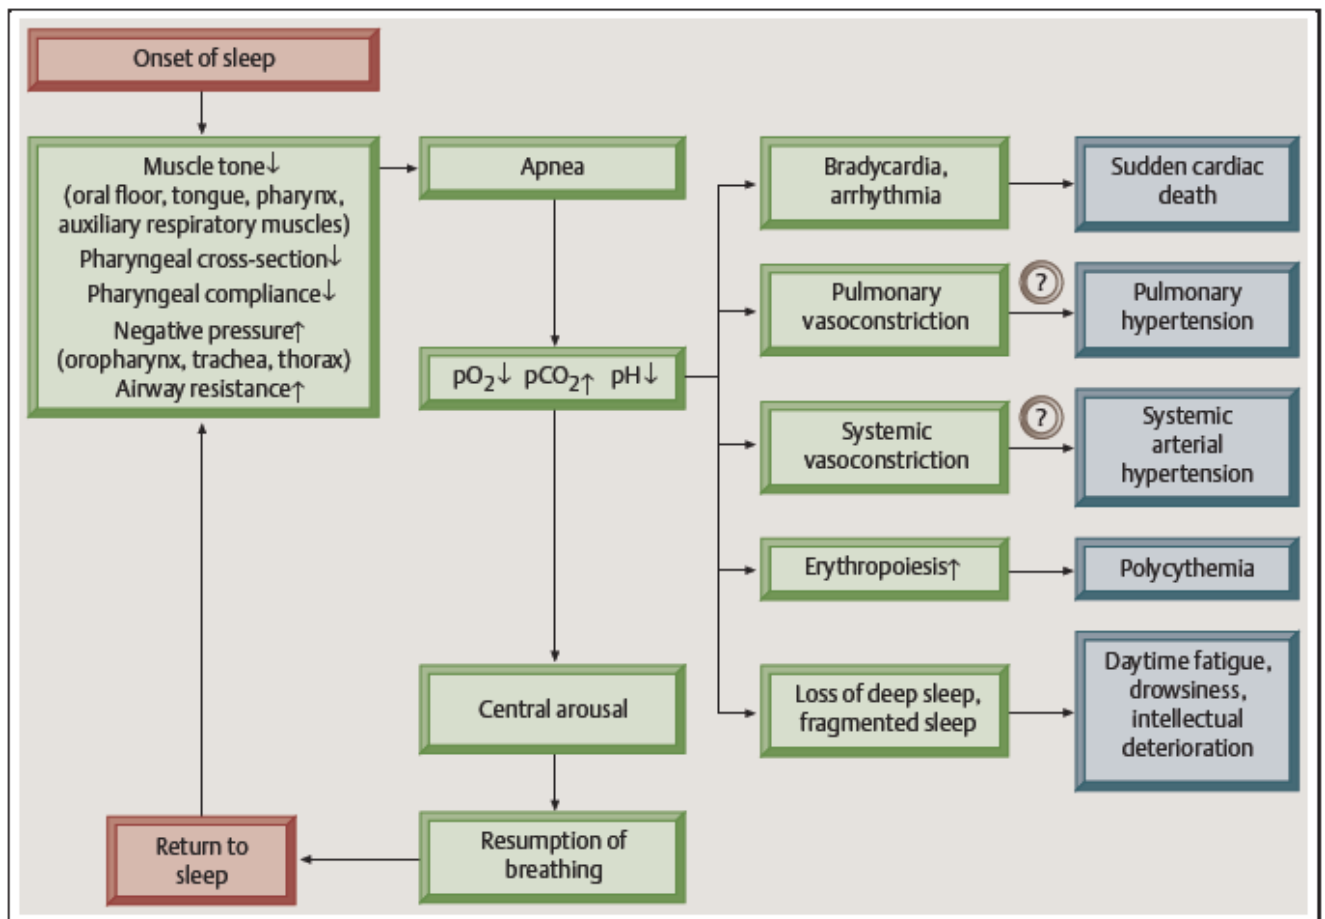 Onset of sleep
Muscle tone↓
(oral floor, tongue, pharynx,
auxiliary respiratory muscles)
Pharyngeal cross-section↓
Pharyngeal compliance↓
Negative pressure↑
(oropharynx, trachea, thorax)
Airway resistance↑
Apnea
pO₂↓ pCO₂↑ pH↓
Central arousal
Resumption of
breathing
Return to
sleep
Bradycardia,
arrhythmia
Sudden cardiac
death
Pulmonary
vasoconstriction
?
Pulmonary
hypertension
Systemic
vasoconstriction
?
Systemic
arterial
hypertension
Erythropoiesis↑
Polycythemia
Loss of deep sleep,
fragmented sleep
Daytime fatigue,
drowsiness,
intellectual
deterioration